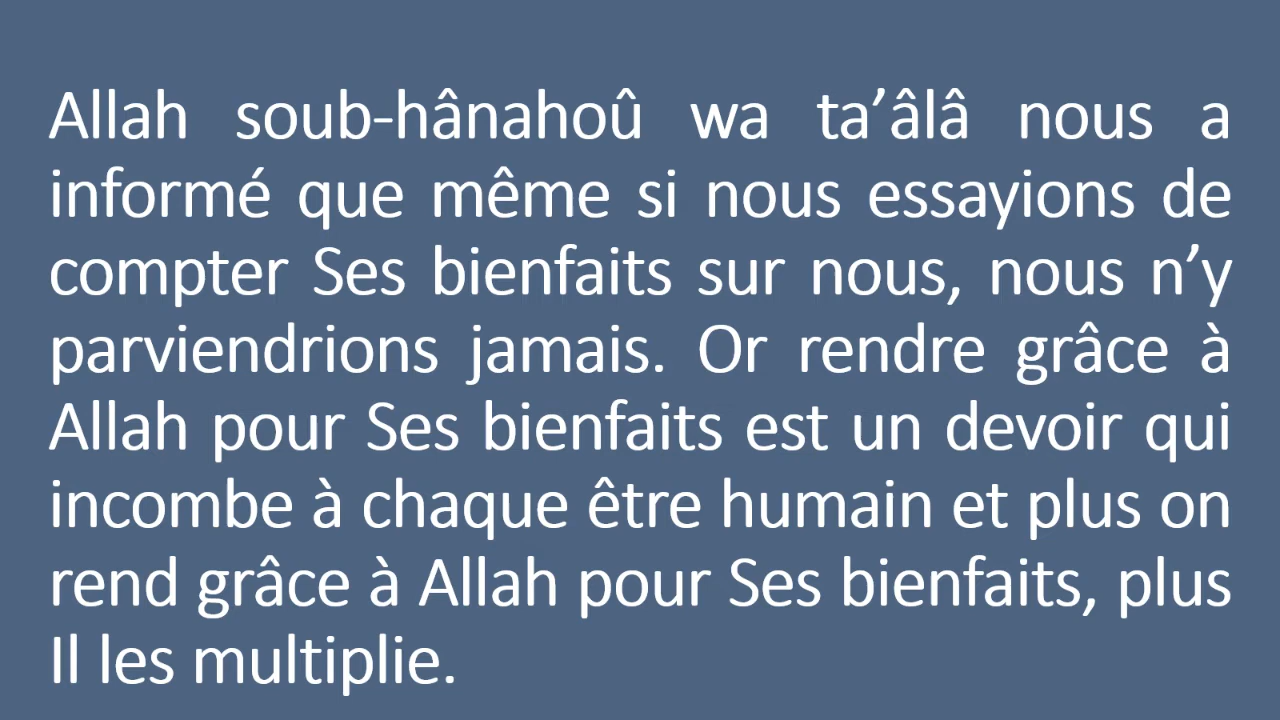 Allah soub-hânahoû wa ta’âlâ nous a
informé que même si nous essayions de
compter Ses bienfaits sur nous, nous n’y
parviendrions jamais. Or rendre grâce à
Allah pour Ses bienfaits est un devoir qui
incombe à chaque être humain et plus on
rend grâce à Allah pour Ses bienfaits, plus
Il les multiplie.